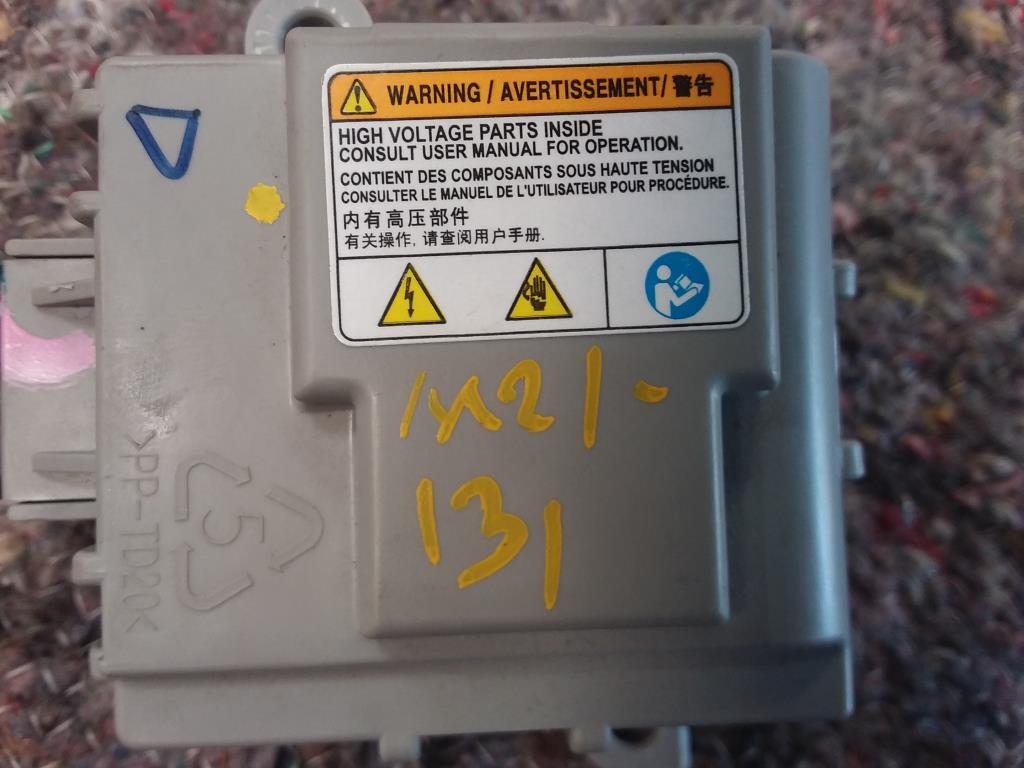 WARNING / AVERTISSEMENT/ 警告
HIGH VOLTAGE PARTS INSIDE
CONSULT USER MANUAL FOR OPERATION.
CONTIENT DES COMPOSANTS SOUS HAUTE TENSION
CONSULTER LE MANUEL DE L'UTILISATEUR POUR PROCÉDURE.
内有高压部件
有关操作, 请查阅用户手册.
131
5
>PP-TD20<